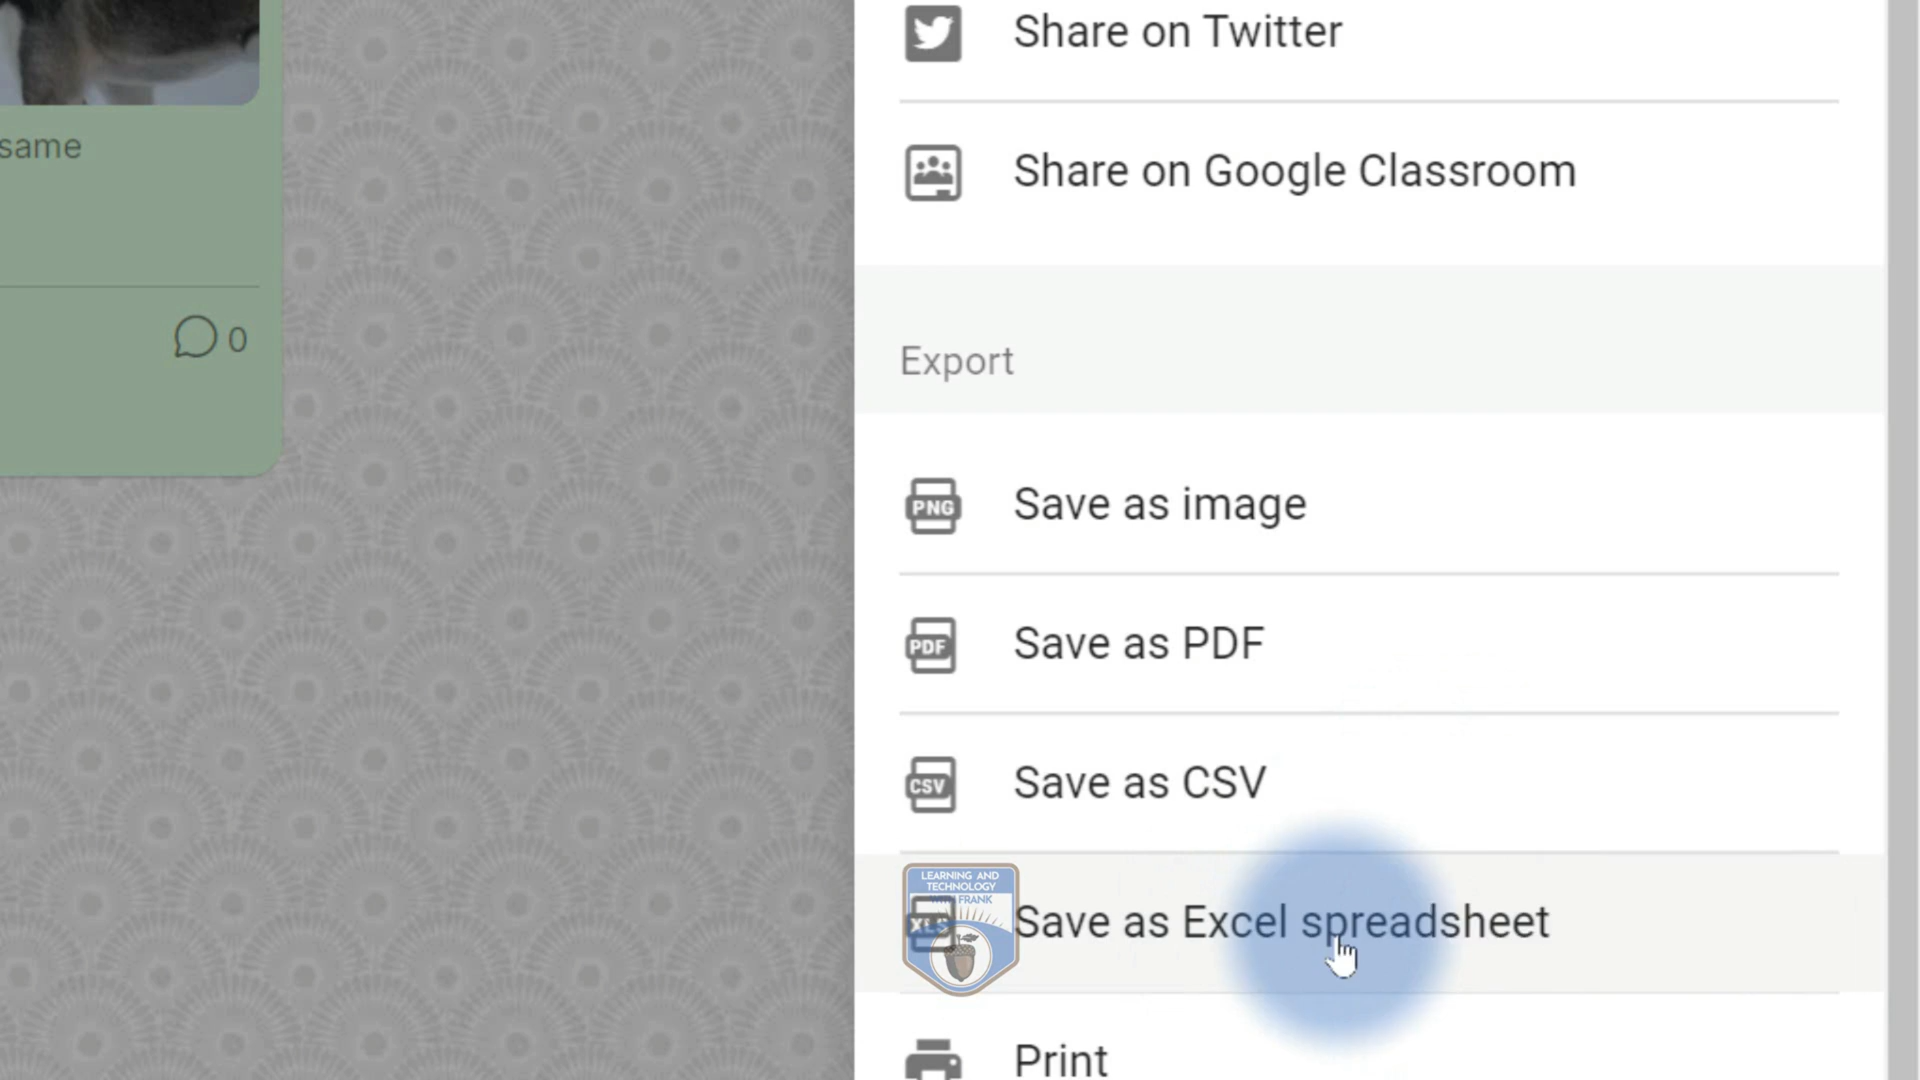 Share on Twitter
same
Share on Google Classroom
0
Export
PNG Save as image
PDF Save as PDF
CSV Save as CSV
LEARNING AND
TECHNOLOGY
WITH FRANK
XLS Save as Excel spreadsheet
Print